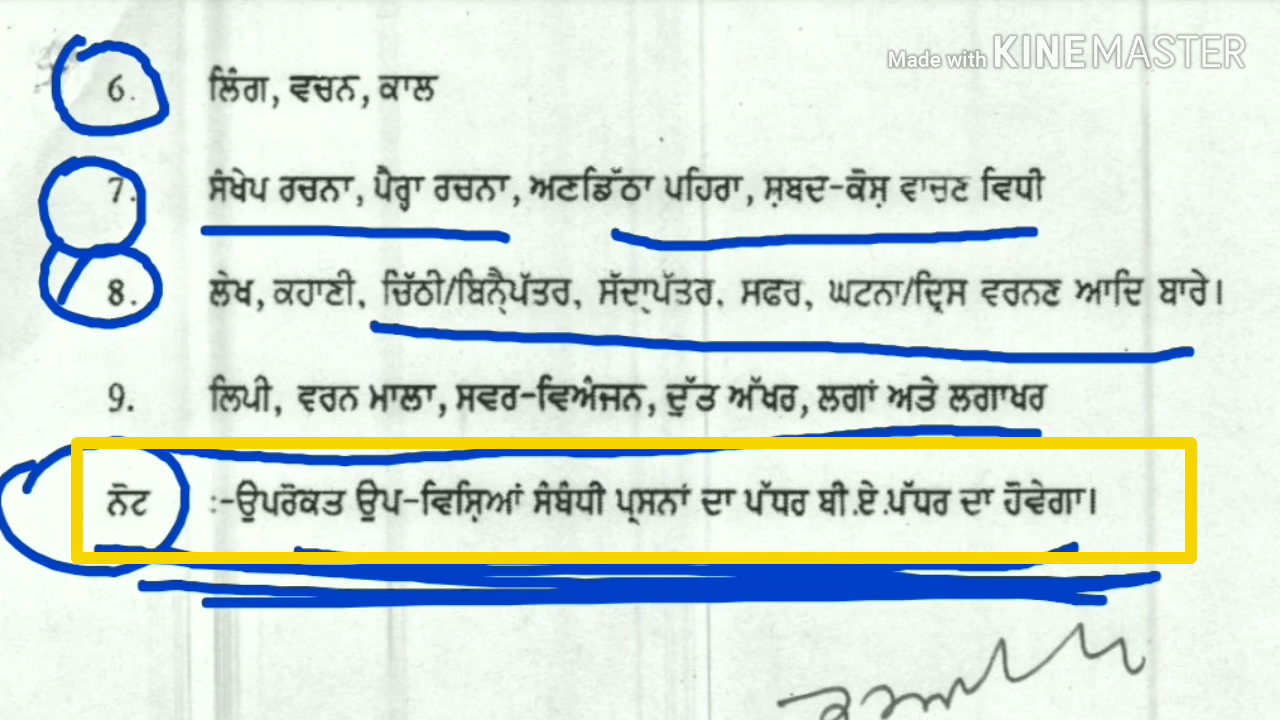 Made with KINEMASTER
6. ਲਿੰਗ, ਵਚਨ, ਕਾਲ
7. ਸੰਖੇਪ ਰਚਨਾ, ਪੈਰ੍ਹਾ ਰਚਨਾ, ਅਣਡਿੱਠਾ ਪਹਿਰਾ, ਸ਼ਬਦ-ਕੋਸ਼ ਵਾਚਣ ਵਿਧੀ
8. ਲੇਖ, ਕਹਾਣੀ, ਚਿੱਠੀ/ਬਿਨੈਪੱਤਰ, ਸੱਦਾਪੱਤਰ, ਸਫਰ, ਘਟਨਾ/ਦ੍ਰਿਸ ਵਰਨਣ ਆਦਿ ਬਾਰੇ।
9. ਲਿਪੀ, ਵਰਨ ਮਾਲਾ, ਸਵਰ-ਵਿਅੰਜਨ, ਦੁੱਤ ਅੱਖਰ, ਲਗਾਂ ਅਤੇ ਲਗਾਖਰ
ਨੋਟ :-ਉਪਰੋਕਤ ਉਪ-ਵਿਸ਼ਿਆਂ ਸੰਬੰਧੀ ਪ੍ਰਸਨਾਂ ਦਾ ਪੱਧਰ ਬੀ.ਏ.ਪੱਧਰ ਦਾ ਹੋਵੇਗਾ।